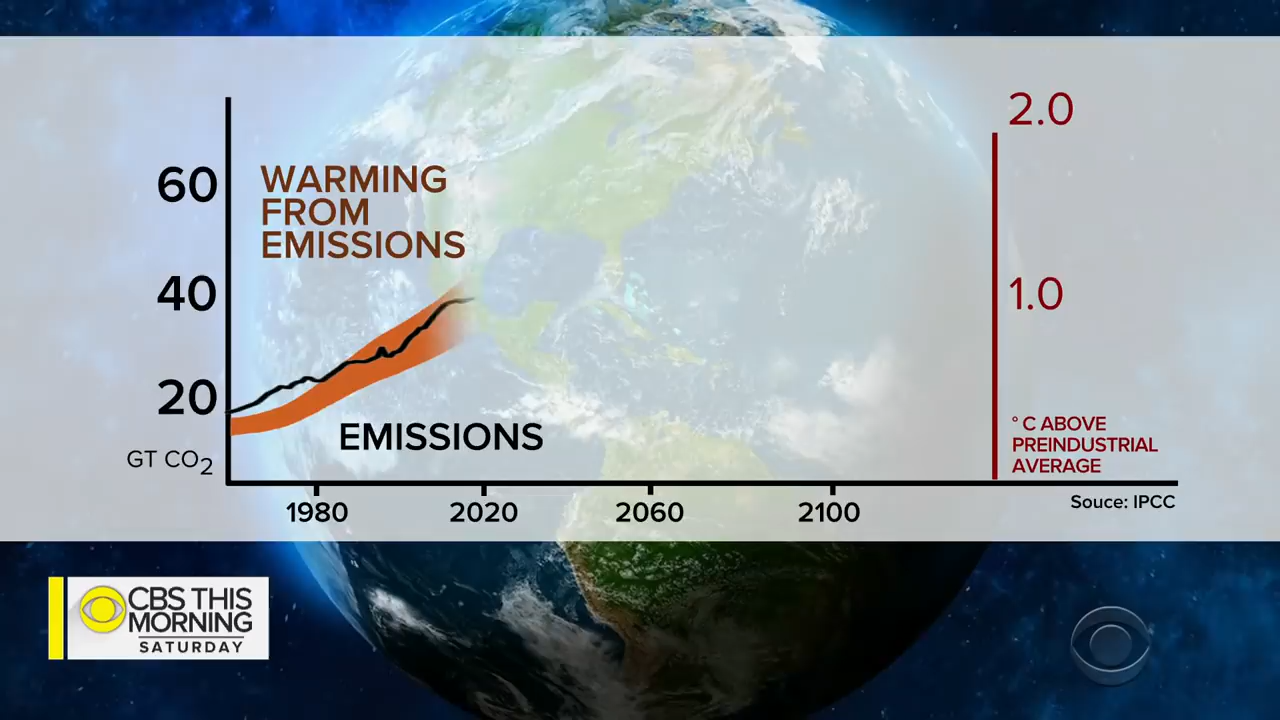 2.0
60
WARMING
FROM
EMISSIONS
40
1.0
20
EMISSIONS
° C ABOVE
PREINDUSTRIAL
AVERAGE
GT CO₂
Souce: IPCC
1980
2020
2060
2100
CBS THIS
MORNING
SATURDAY